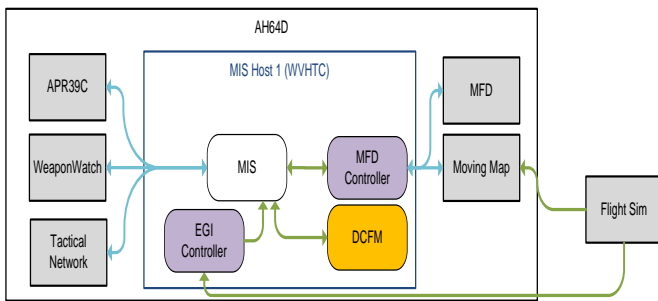 AH64D
MIS Host 1 (WVHTC)
APR39C
MFD
WeaponWatch
MIS
MFD
Controller
Moving Map
Flight Sim
EGI
Controller
DCFM
Tactical
Network